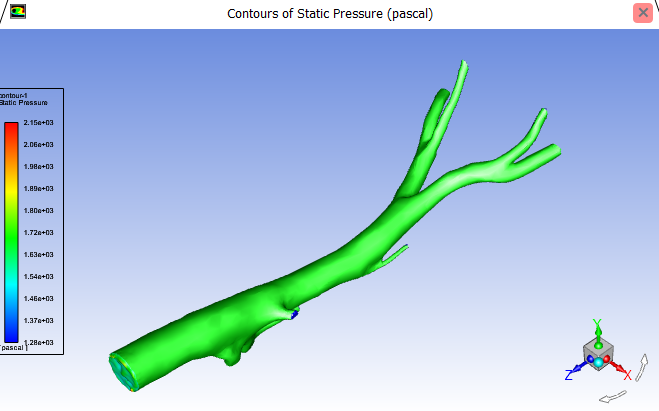 Contours of Static Pressure (pascal)
contour-1
Static Pressure
2.15e+03
2.06e+03
1.98e+03
1.89e+03
1.80e+03
1.72e+03
1.63e+03
1.54e+03
1.46e+03
1.37e+03
1.28e+03
[pascal ]
Y
Z
X